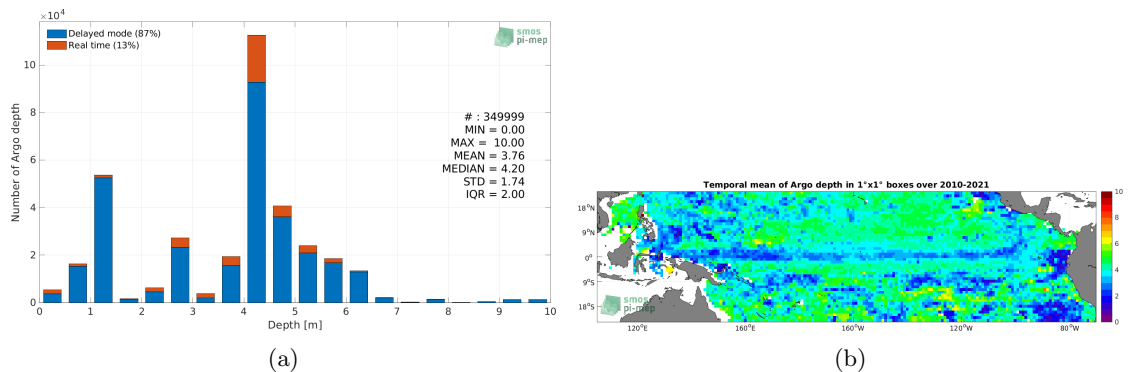 ×10⁴
Delayed mode (87%)
Real time (13%)
smos
pi-mep
10
8
6
4
2
0
Number of Argo depth
# : 349999
MIN = 0.00
MAX = 10.00
MEAN = 3.76
MEDIAN = 4.20
STD = 1.74
IQR = 2.00
0 1 2 3 4 5 6 7 8 9 10
Depth [m]
(a)
Temporal mean of Argo depth in 1°x1° boxes over 2010-2021
18°N
9°N
0°
9°S
18°S
smos
pi-mep
120°E 160°E 160°W 120°W 80°W
10
8
6
4
2
0
(b)